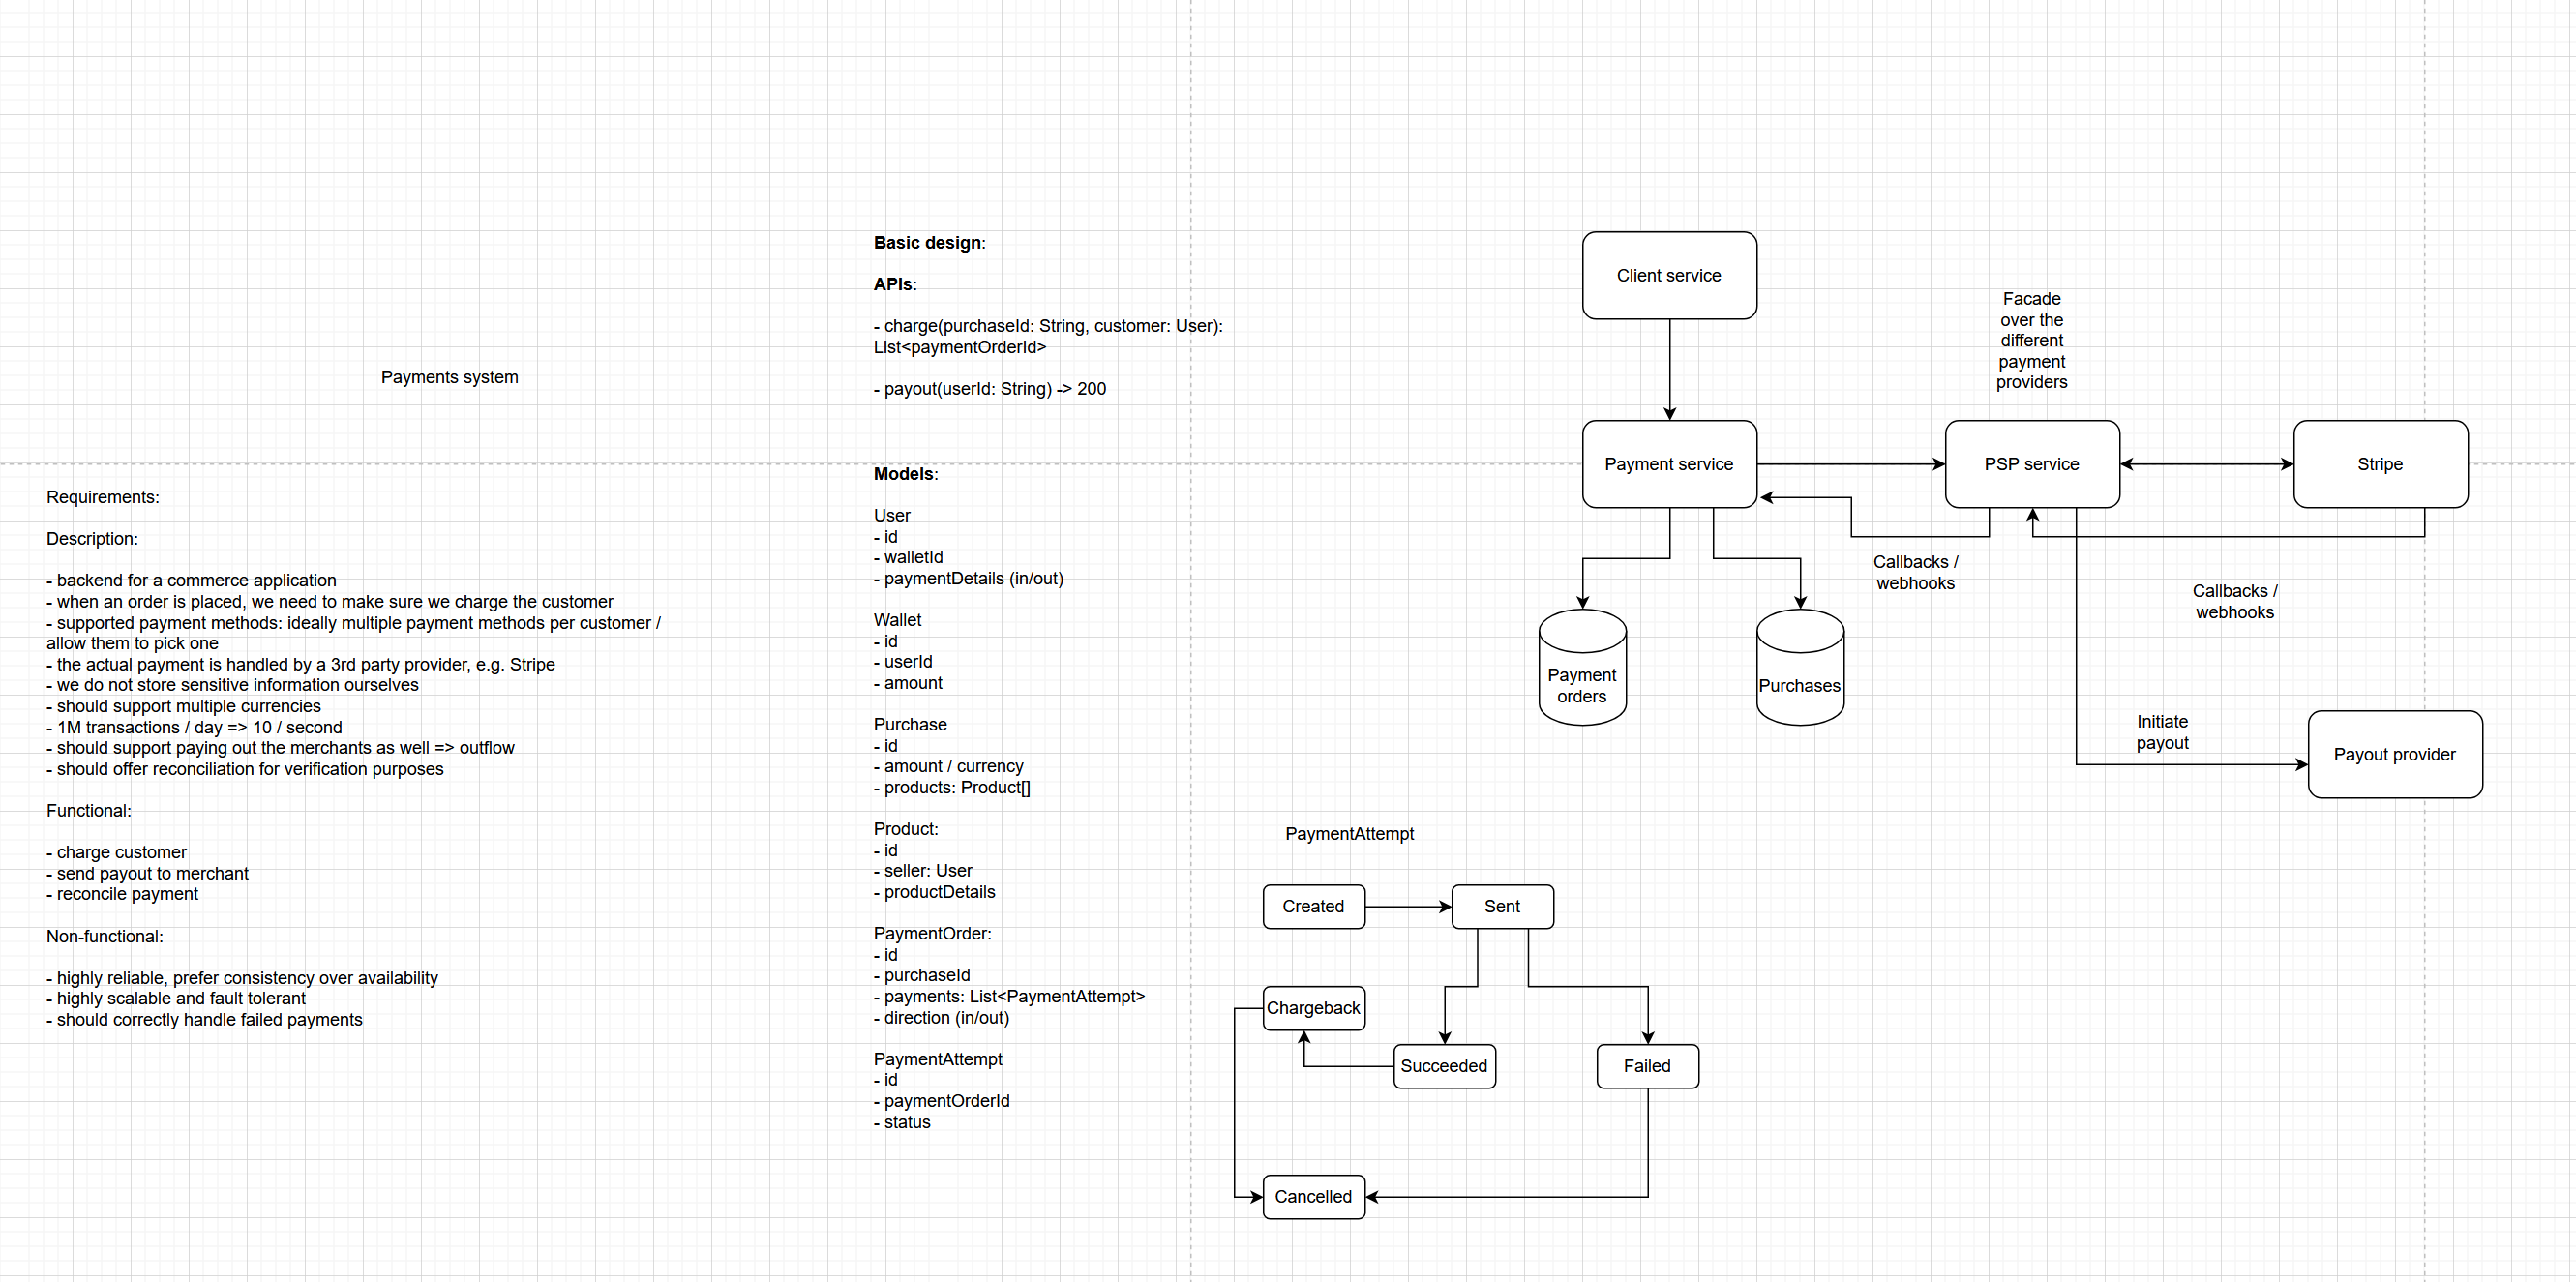 Payments system
Requirements:
Description:
- backend for a commerce application
- when an order is placed, we need to make sure we charge the customer
- supported payment methods: ideally multiple payment methods per customer /
allow them to pick one
- the actual payment is handled by a 3rd party provider, e.g. Stripe
- we do not store sensitive information ourselves
- should support multiple currencies
- 1M transactions / day => 10 / second
- should support paying out the merchants as well => outflow
- should offer reconciliation for verification purposes
Functional:
- charge customer
- send payout to merchant
- reconcile payment
Non-functional:
- highly reliable, prefer consistency over availability
- highly scalable and fault tolerant
- should correctly handle failed payments
Basic design:
APIs:
- charge(purchaseId: String, customer: User):
List<paymentOrderId>
- payout(userId: String) -> 200
Models:
User
- id
- walletId
- paymentDetails (in/out)
Wallet
- id
- userId
- amount
Purchase
- id
- amount / currency
- products: Product[]
Product:
- id
- seller: User
- productDetails
PaymentOrder:
- id
- purchaseId
- payments: List<PaymentAttempt>
- direction (in/out)
PaymentAttempt
- id
- paymentOrderId
- status
Client service
Facade
over the
different
payment
providers
Payment service
PSP service
Stripe
Callbacks /
webhooks
Callbacks /
webhooks
Payment
orders
Purchases
Initiate
payout
Payout provider
PaymentAttempt
Created
Sent
Chargeback
Succeeded
Failed
Cancelled